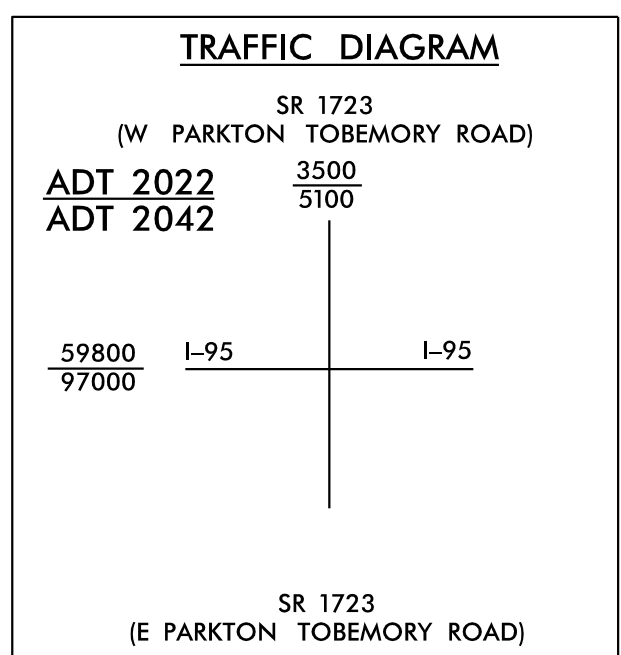 TRAFFIC DIAGRAM
SR 1723
(W PARKTON TOBEMORY ROAD)
3500
5100
ADT 2022
ADT 2042
59800
97000
I–95
I–95
SR 1723
(E PARKTON TOBEMORY ROAD)